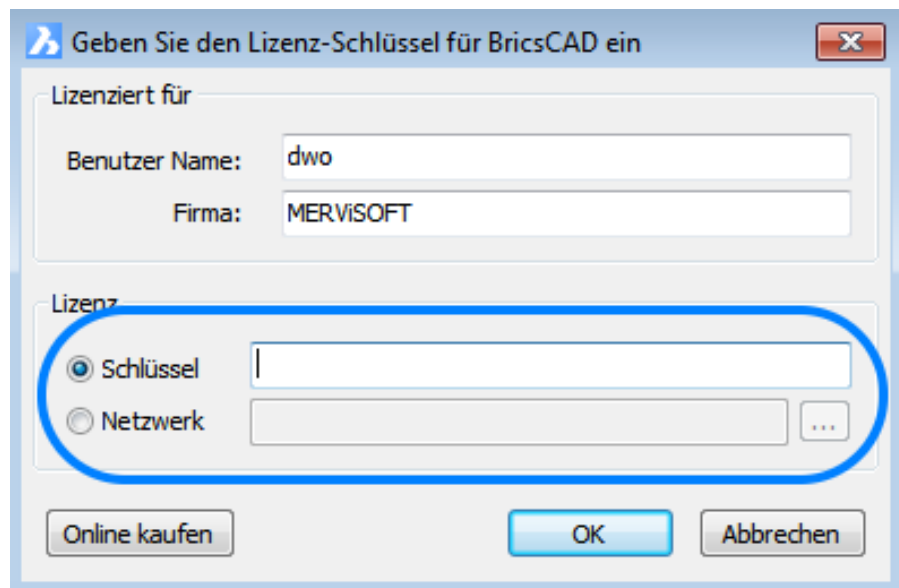 Geben Sie den Lizenz-Schlüssel für BricsCAD ein
Lizenziert für
Benutzer Name: dwo
Firma: MERViSOFT
Lizenz
Schlüssel
Netzwerk ...
Online kaufen OK Abbrechen